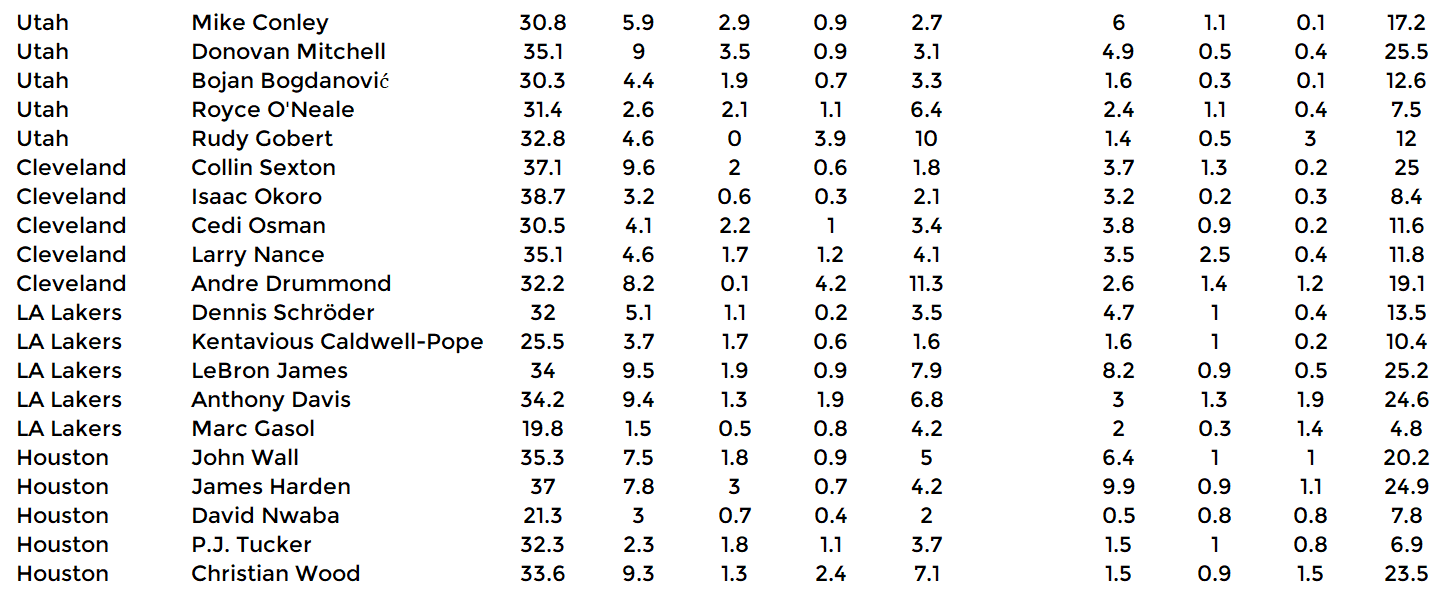 Utah Mike Conley 30.8 5.9 2.9 0.9 2.7 6 1.1 0.1 17.2
Utah Donovan Mitchell 35.1 9 3.5 0.9 3.1 4.9 0.5 0.4 25.5
Utah Bojan Bogdanović 30.3 4.4 1.9 0.7 3.3 1.6 0.3 0.1 12.6
Utah Royce O'Neale 31.4 2.6 2.1 1.1 6.4 2.4 1.1 0.4 7.5
Utah Rudy Gobert 32.8 4.6 0 3.9 10 1.4 0.5 3 12
Cleveland Collin Sexton 37.1 9.6 2 0.6 1.8 3.7 1.3 0.2 25
Cleveland Isaac Okoro 38.7 3.2 0.6 0.3 2.1 3.2 0.2 0.3 8.4
Cleveland Cedi Osman 30.5 4.1 2.2 1 3.4 3.8 0.9 0.2 11.6
Cleveland Larry Nance 35.1 4.6 1.7 1.2 4.1 3.5 2.5 0.4 11.8
Cleveland Andre Drummond 32.2 8.2 0.1 4.2 11.3 2.6 1.4 1.2 19.1
LA Lakers Dennis Schröder 32 5.1 1.1 0.2 3.5 4.7 1 0.4 13.5
LA Lakers Kentavious Caldwell-Pope 25.5 3.7 1.7 0.6 1.6 1.6 1 0.2 10.4
LA Lakers LeBron James 34 9.5 1.9 0.9 7.9 8.2 0.9 0.5 25.2
LA Lakers Anthony Davis 34.2 9.4 1.3 1.9 6.8 3 1.3 1.9 24.6
LA Lakers Marc Gasol 19.8 1.5 0.5 0.8 4.2 2 0.3 1.4 4.8
Houston John Wall 35.3 7.5 1.8 0.9 5 6.4 1 1 20.2
Houston James Harden 37 7.8 3 0.7 4.2 9.9 0.9 1.1 24.9
Houston David Nwaba 21.3 3 0.7 0.4 2 0.5 0.8 0.8 7.8
Houston P.J. Tucker 32.3 2.3 1.8 1.1 3.7 1.5 1 0.8 6.9
Houston Christian Wood 33.6 9.3 1.3 2.4 7.1 1.5 0.9 1.5 23.5